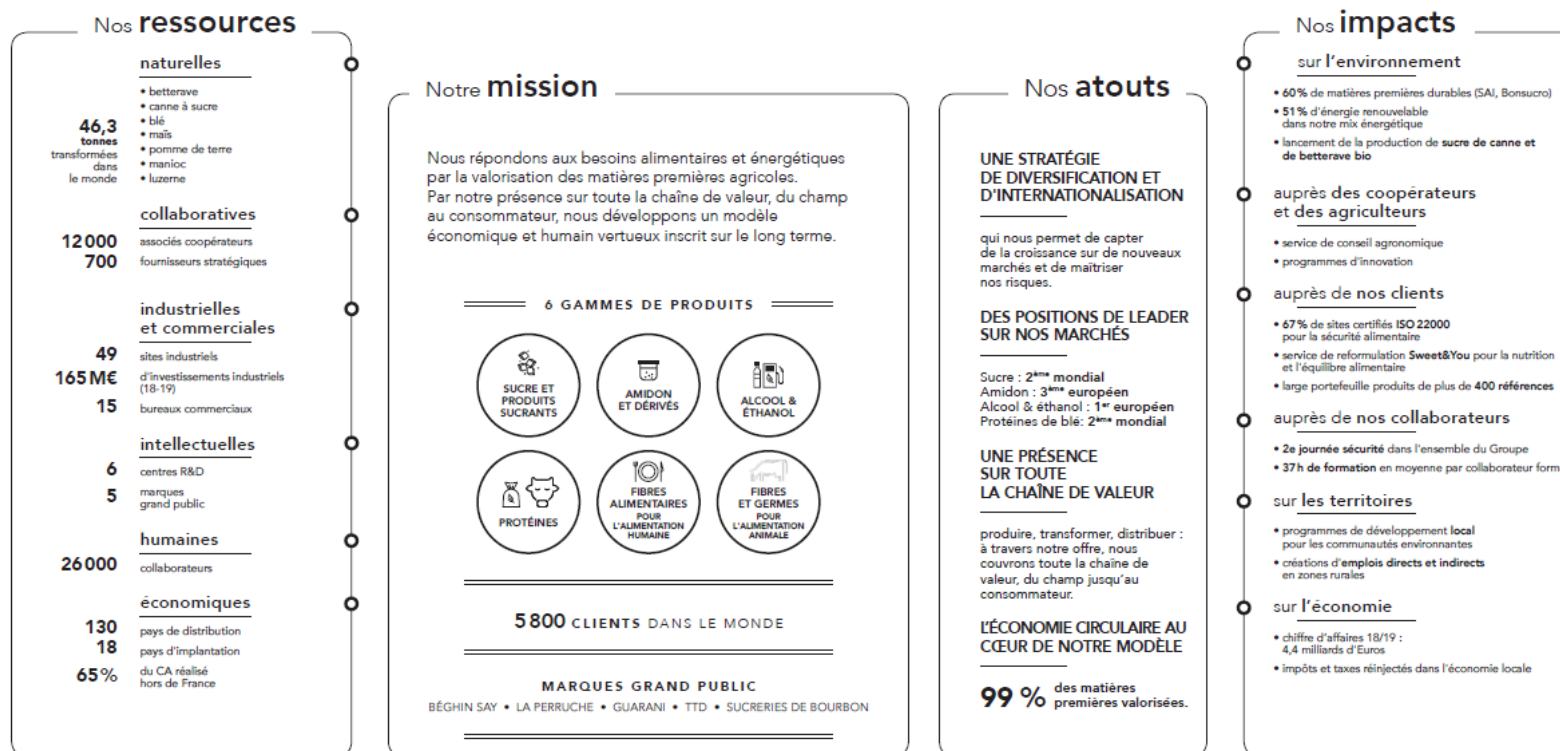 Nos ressources
naturelles
• betterave
• canne à sucre
• blé
• maïs
• pomme de terre
• manioc
• luzerne
46,3
tonnes
transformées
dans
le monde
collaboratives
12 000 associés coopérateurs
700 fournisseurs stratégiques
industrielles
et commerciales
49 sites industriels
165 M€ d'investissements industriels
(18-19)
15 bureaux commerciaux
intellectuelles
6 centres R&D
5 marques
grand public
humaines
26 000 collaborateurs
économiques
130 pays de distribution
18 pays d'implantation
65 % du CA réalisé
hors de France
Notre mission
Nous répondons aux besoins alimentaires et énergétiques
par la valorisation des matières premières agricoles.
Par notre présence sur toute la chaîne de valeur, du champ
au consommateur, nous développons un modèle
économique et humain vertueux inscrit sur le long terme.
6 GAMMES DE PRODUITS
SUCRE ET
PRODUITS
SUCRANTS
AMIDON
ET DÉRIVÉS
ALCOOL &
ÉTHANOL
PROTÉINES
FIBRES
ALIMENTAIRES
POUR
L'ALIMENTATION
HUMAINE
FIBRES
ET GERMES
POUR
L'ALIMENTATION
ANIMALE
5 800 CLIENTS DANS LE MONDE
MARQUES GRAND PUBLIC
BÉGHIN SAY • LA PERRUCHE • GUARANI • TTD • SUCRERIES DE BOURBON
Nos atouts
UNE STRATÉGIE
DE DIVERSIFICATION ET
D'INTERNATIONALISATION
qui nous permet de capter
de la croissance sur de nouveaux
marchés et de maîtriser
nos risques.
DES POSITIONS DE LEADER
SUR NOS MARCHÉS
Sucre : 2ème mondial
Amidon : 3ème européen
Alcool & éthanol : 1er européen
Protéines de blé: 2ème mondial
UNE PRÉSENCE
SUR TOUTE
LA CHAÎNE DE VALEUR
produire, transformer, distribuer :
à travers notre offre, nous
couvrons toute la chaîne de
valeur, du champ jusqu'au
consommateur.
L'ÉCONOMIE CIRCULAIRE AU
CŒUR DE NOTRE MODÈLE
99 % des matières
premières valorisées.
Nos impacts
sur l'environnement
• 60 % de matières premières durables (SAI, Bonsucro)
• 51 % d'énergie renouvelable
dans notre mix énergétique
• lancement de la production de sucre de canne et
de betterave bio
auprès des coopérateurs
et des agriculteurs
• service de conseil agronomique
• programmes d'innovation
auprès de nos clients
• 67 % de sites certifiés ISO 22000
pour la sécurité alimentaire
• service de reformulation Sweet&You pour la nutrition
et l'équilibre alimentaire
• large portefeuille produits de plus de 400 références
auprès de nos collaborateurs
• 2e journée sécurité dans l'ensemble du Groupe
• 37 h de formation en moyenne par collaborateur form
sur les territoires
• programmes de développement local
pour les communautés environnantes
• créations d'emplois directs et indirects
en zones rurales
sur l'économie
• chiffre d'affaires 18/19 :
4,4 milliards d'Euros
• impôts et taxes réinjectés dans l'économie locale